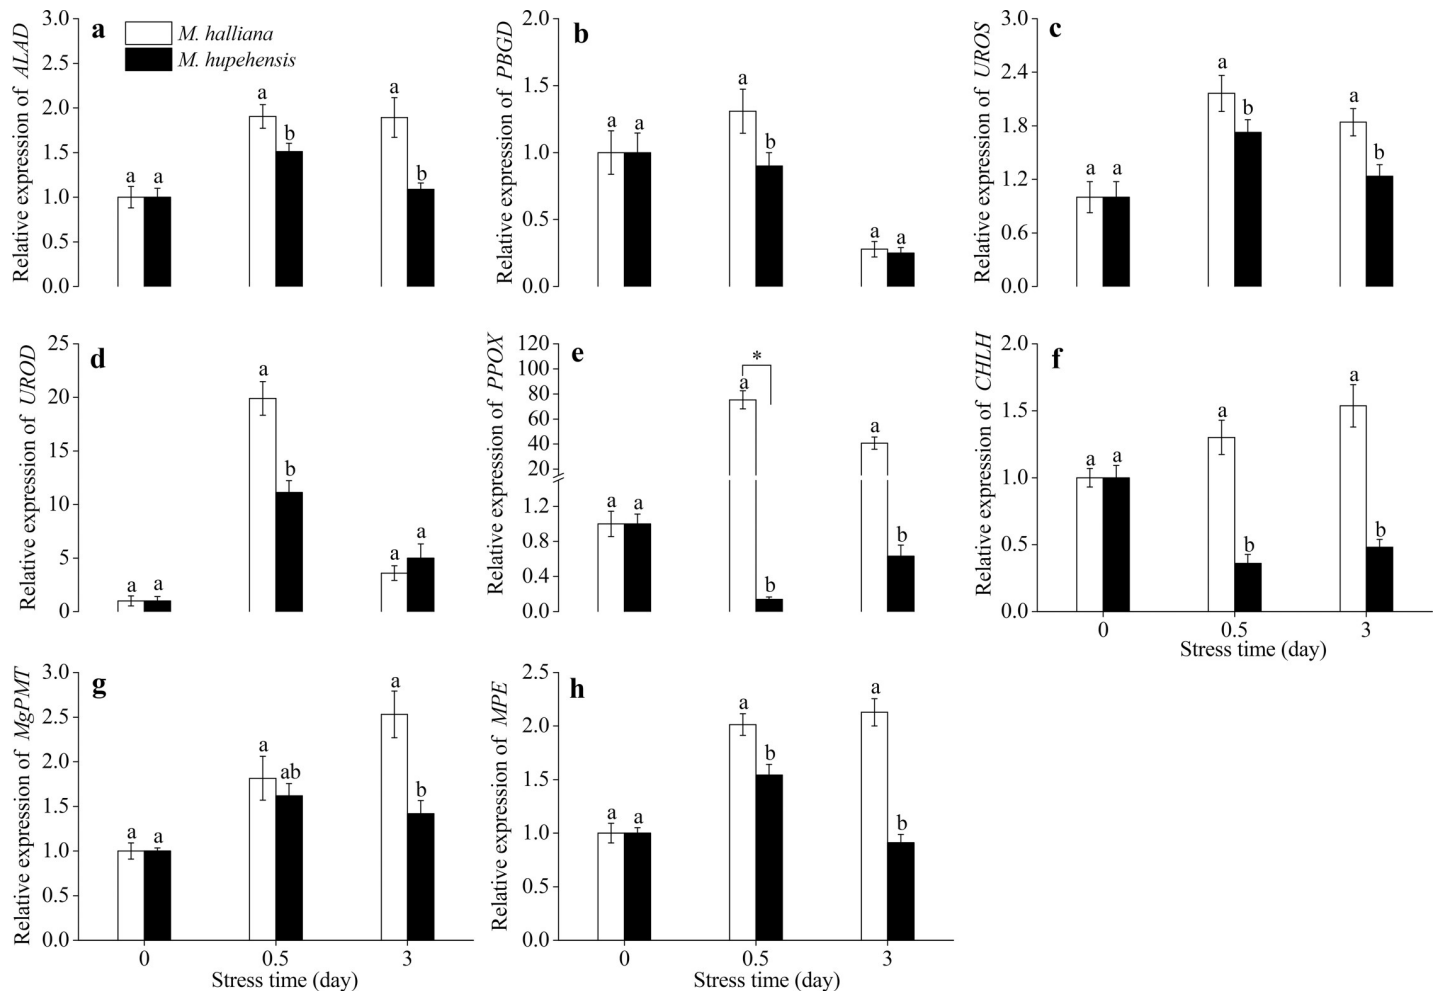 a
M. halliana
M. hupehensis
Relative expression of ALAD
3.0
2.5
2.0
1.5
1.0
0.5
0.0
a a
a b
a b
b
Relative expression of PBGD
2.0
1.5
1.0
0.5
0.0
a a
a b
a a
c
Relative expression of UROS
3.0
2.4
1.8
1.2
0.6
0.0
a a
a b
a b
d
Relative expression of UROD
25
20
15
10
5
0
a a
a b
a a
e
Relative expression of PPOX
120
100
80
60
40
20
1.2
0.8
0.4
0.0
a a
*
a b
a b
f
Relative expression of CHLH
2.0
1.5
1.0
0.5
0.0
a a
a b
a b
0 0.5 3
Stress time (day)
g
Relative expression of MgPMT
3.0
2.5
2.0
1.5
1.0
0.5
0.0
a a
a ab
a b
0 0.5 3
Stress time (day)
h
Relative expression of MPE
2.5
2.0
1.5
1.0
0.5
0.0
a a
a b
a b
0 0.5 3
Stress time (day)